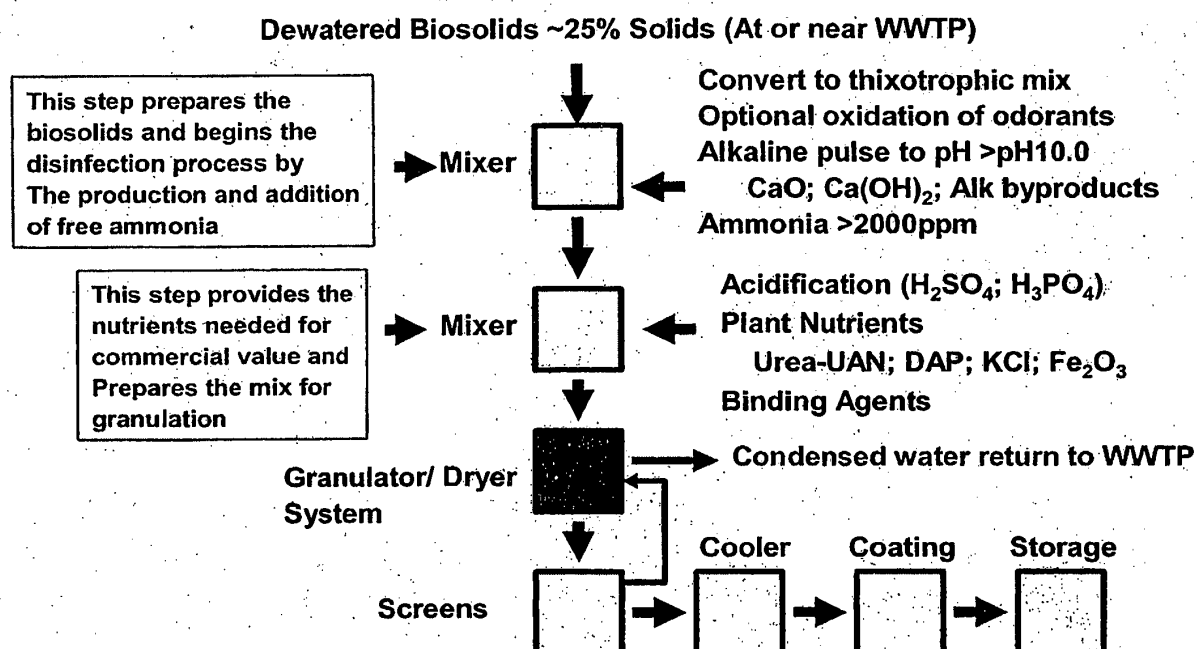 Dewatered Biosolids ~25% Solids (At or near WWTP)
This step prepares the
biosolids and begins the
disinfection process by
The production and addition
of free ammonia
Mixer
Convert to thixotrophic mix
Optional oxidation of odorants
Alkaline pulse to pH >pH10.0
CaO; Ca(OH)₂; Alk byproducts
Ammonia >2000ppm
This step provides the
nutrients needed for
commercial value and
Prepares the mix for
granulation
Mixer
Acidification (H₂SO₄; H₃PO₄)
Plant Nutrients
Urea-UAN; DAP; KCl; Fe₂O₃
Binding Agents
Granulator/ Dryer
System
Condensed water return to WWTP
Screens
Cooler
Coating
Storage